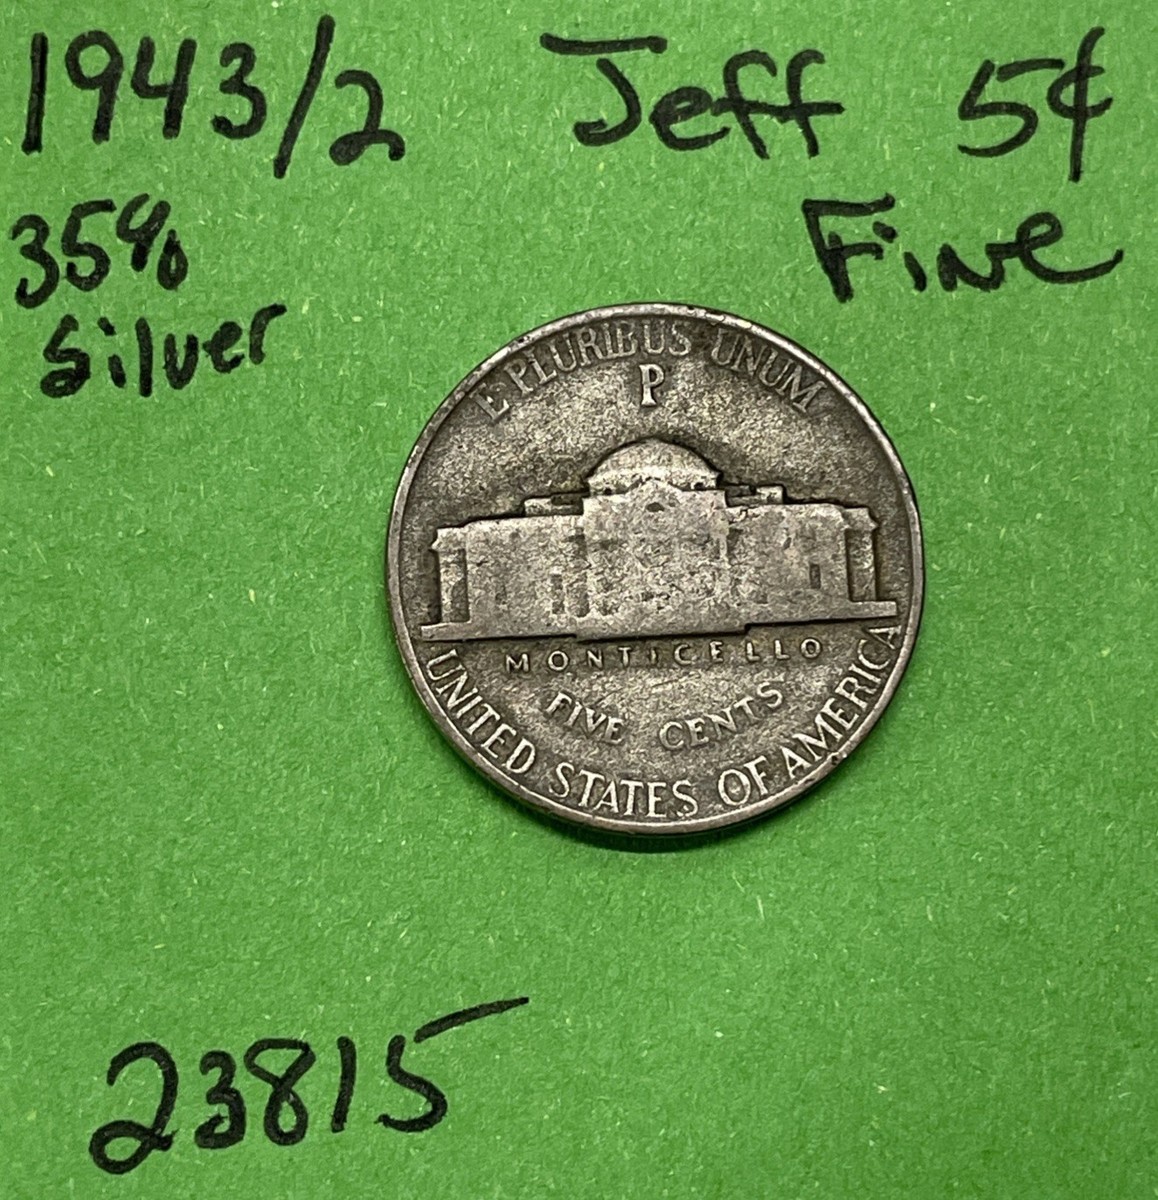 1943/2 Jeff 5¢
35% Fine
Silver
E PLURIBUS UNUM
P
MONTICELLO
FIVE CENTS
UNITED STATES OF AMERICA
23815